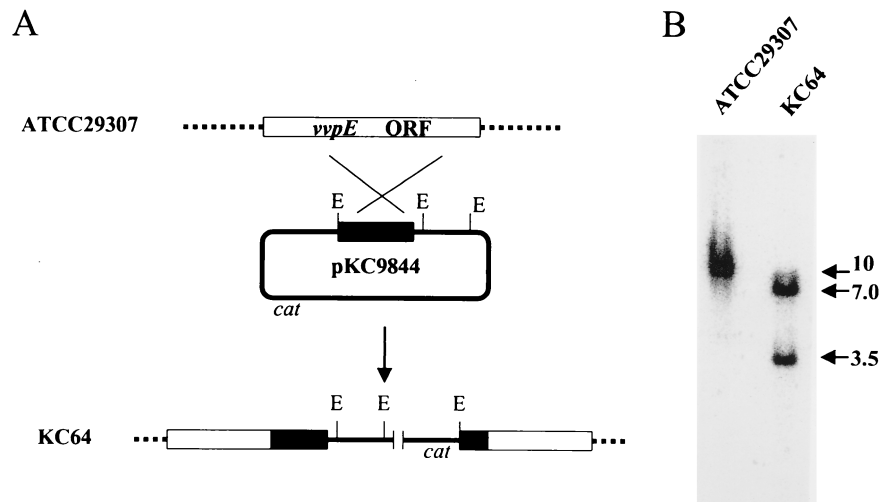 A
ATCC29307
vvpE ORF
E E E
pKC9844
cat
E E E
KC64
cat
B
ATCC29307
KC64
10
7.0
3.5